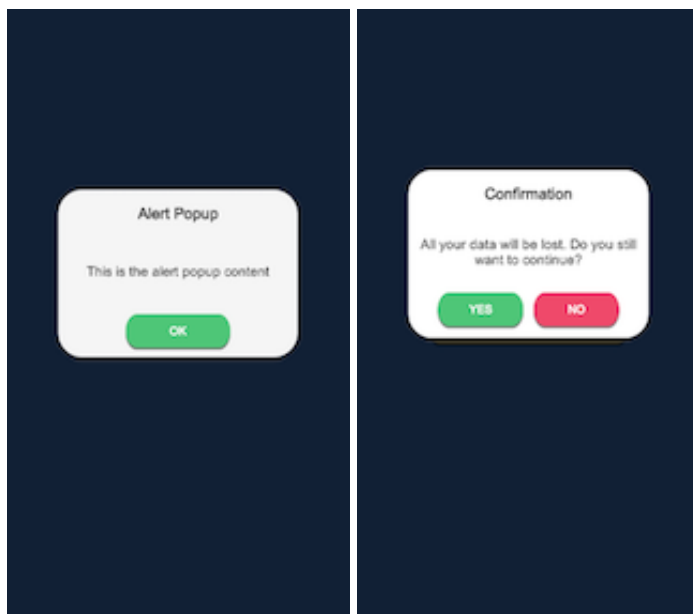 Alert Popup
This is the alert popup content
OK
Confirmation
All your data will be lost. Do you still
want to continue?
YES
NO